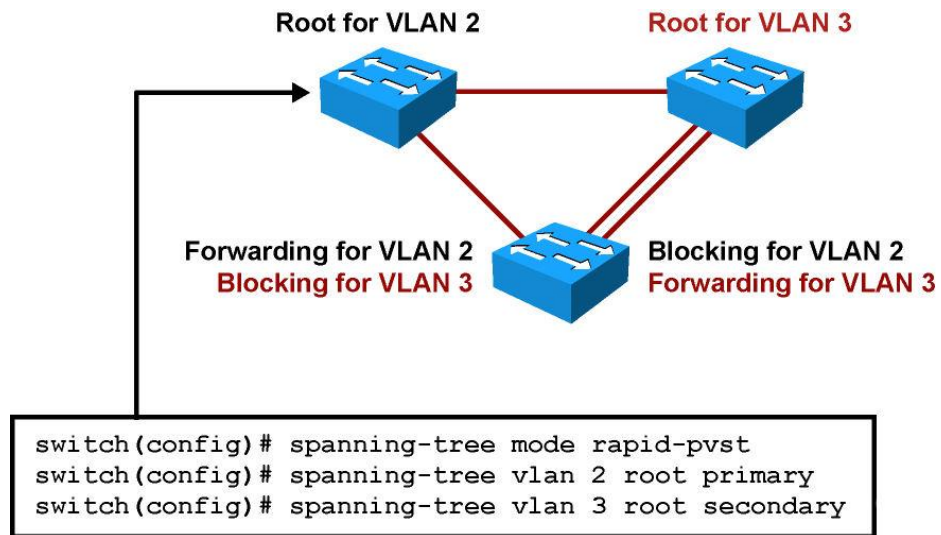 Root for VLAN 2
Root for VLAN 3
Forwarding for VLAN 2
Blocking for VLAN 3
Blocking for VLAN 2
Forwarding for VLAN 3
switch(config)# spanning-tree mode rapid-pvst
switch(config)# spanning-tree vlan 2 root primary
switch(config)# spanning-tree vlan 3 root secondary